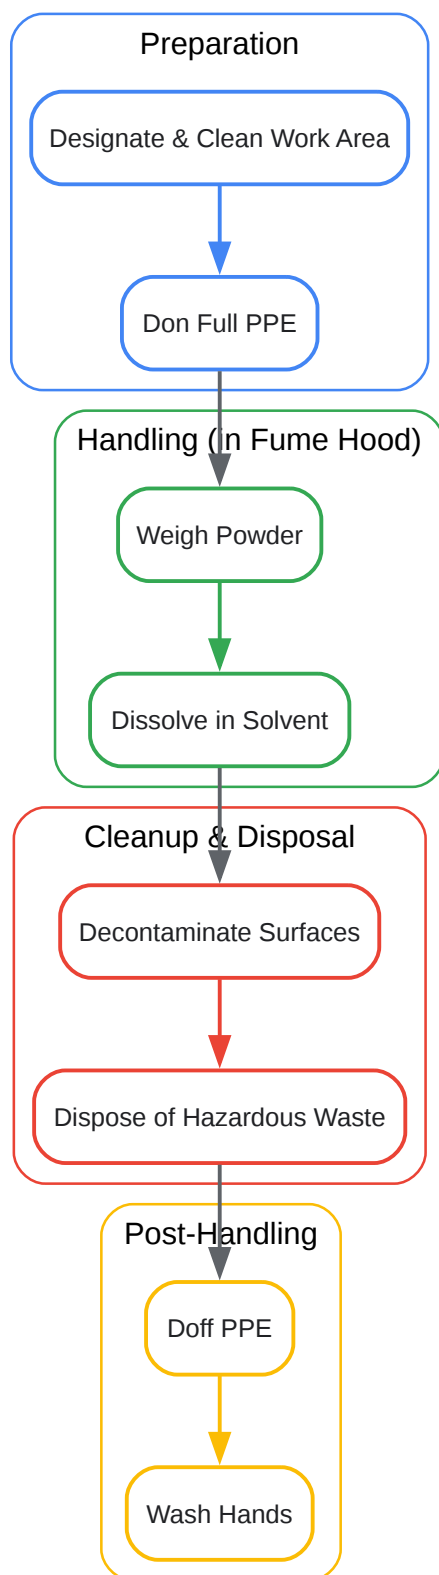 Preparation
Designate & Clean Work Area
Don Full PPE
Handling (in Fume Hood)
Weigh Powder
Dissolve in Solvent
Cleanup & Disposal
Decontaminate Surfaces
Dispose of Hazardous Waste
Post-Handling
Doff PPE
Wash Hands